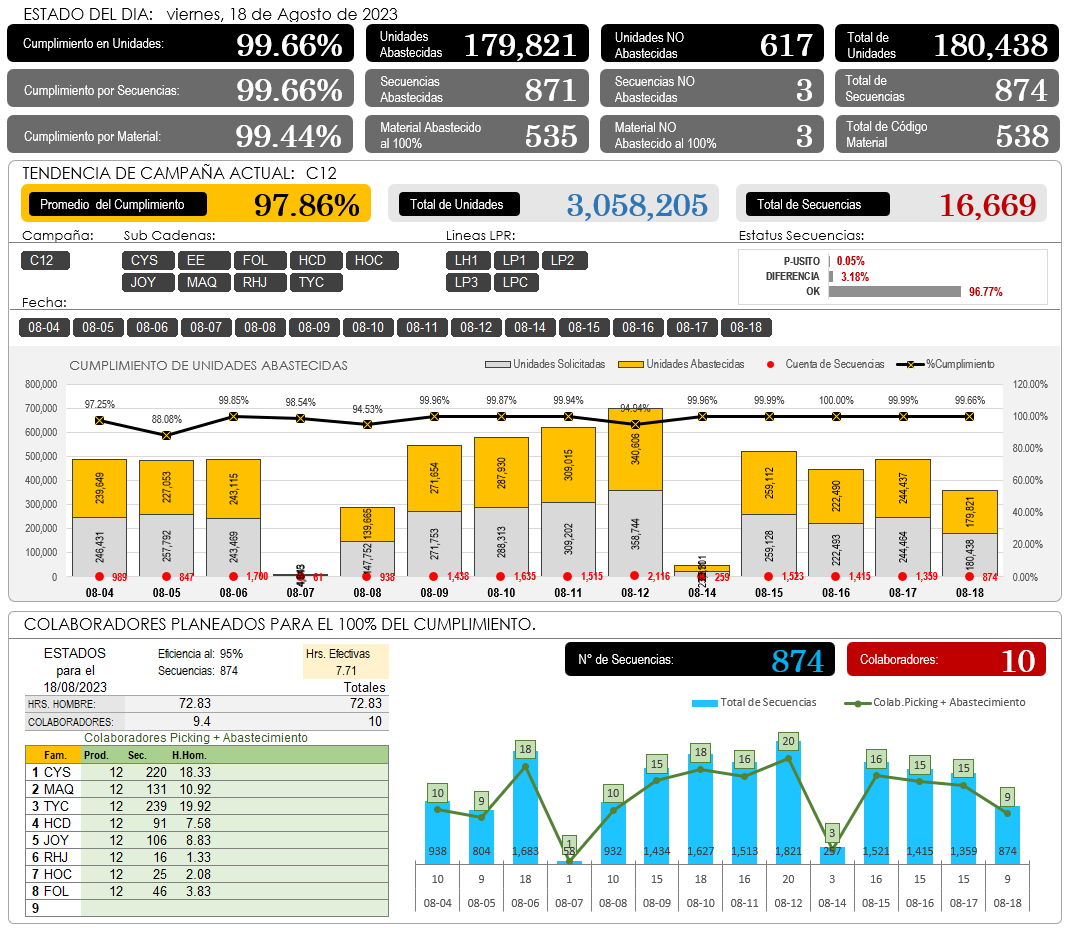 ESTADO DEL DIA: viernes, 18 de Agosto de 2023
Cumplimiento en Unidades: 99.66%
Unidades Abastecidas 179,821
Unidades NO Abastecidas 617
Total de Unidades 180,438
Cumplimiento por Secuencias: 99.66%
Secuencias Abastecidas 871
Secuencias NO Abastecidas 3
Total de Secuencias 874
Cumplimiento por Material: 99.44%
Material Abastecido al 100% 535
Material NO Abastecido al 100% 3
Total de Código Material 538
TENDENCIA DE CAMPAÑA ACTUAL: C12
Promedio del Cumplimiento 97.86%
Total de Unidades 3,058,205
Total de Secuencias 16,669
Campaña: Sub Cadenas: Lineas LPR: Estatus Secuencias:
C12 CYS EE FOL HCD HOC LH1 LP1 LP2
JOY MAQ RHJ TYC LP3 LPC
P-USITO 0.05%
DIFERENCIA 3.18%
OK 96.77%
Fecha:
08-04 08-05 08-06 08-07 08-08 08-09 08-10 08-11 08-12 08-14 08-15 08-16 08-17 08-18
CUMPLIMIENTO DE UNIDADES ABASTECIDAS
Unidades Solicitadas Unidades Abastecidas Cuenta de Secuencias %Cumplimiento
800,000 120.00%
700,000 100.00%
600,000 80.00%
500,000 60.00%
400,000 40.00%
300,000 20.00%
200,000 0.00%
100,000
0
97.25% 88.08% 99.85% 98.54% 94.53% 99.96% 99.87% 99.94% 94.94% 99.96% 99.99% 100.00% 99.99% 99.66%
239,649 227,053 243,115 139,665 271,654 287,930 309,015 340,606 259,112 222,490 244,437 179,821
246,431 257,792 243,469 147,752 271,753 288,313 309,202 358,744 259,128 222,493 244,464 180,438
989 847 1,700 61 938 1,438 1,635 1,515 2,116 259 1,523 1,415 1,359 874
08-04 08-05 08-06 08-07 08-08 08-09 08-10 08-11 08-12 08-14 08-15 08-16 08-17 08-18
COLABORADORES PLANEADOS PARA EL 100% DEL CUMPLIMIENTO.
ESTADOS para el 18/08/2023
Eficiencia al: 95%
Secuencias: 874
Hrs. Efectivas
7.71
Totales
HRS. HOMBRE: 72.83 72.83
COLABORADORES: 9.4 10
Colaboradores Picking + Abastecimiento
Fam. Prod. Sec. H.Hom.
1 CYS 12 220 18.33
2 MAQ 12 131 10.92
3 TYC 12 239 19.92
4 HCD 12 91 7.58
5 JOY 12 106 8.83
6 RHJ 12 16 1.33
7 HOC 12 25 2.08
8 FOL 12 46 3.83
9
N° de Secuencias: 874
Colaboradores: 10
Total de Secuencias Colab.Picking + Abastecimiento
10 9 18 1 10 15 18 16 20 3 16 15 15 9
938 804 1,683 58 932 1,434 1,627 1,513 1,821 257 1,521 1,415 1,359 874
10 9 18 1 10 15 18 16 20 3 16 15 15 9
08-04 08-05 08-06 08-07 08-08 08-09 08-10 08-11 08-12 08-14 08-15 08-16 08-17 08-18